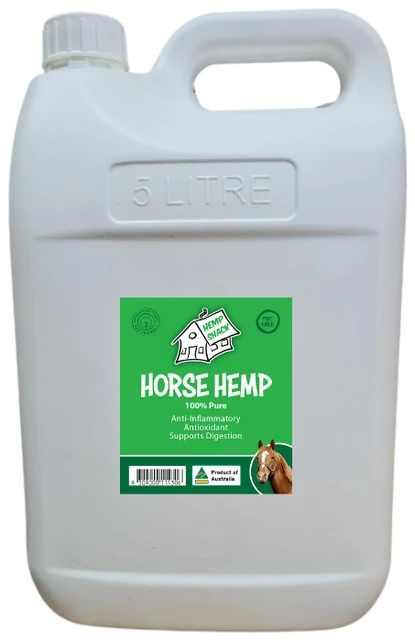 5 LITRE
HEMP
SHACK
THC
FREE
HORSE HEMP
100% Pure
Anti-Inflammatory
Antioxidant
Supports Digestion
Product of
Australia